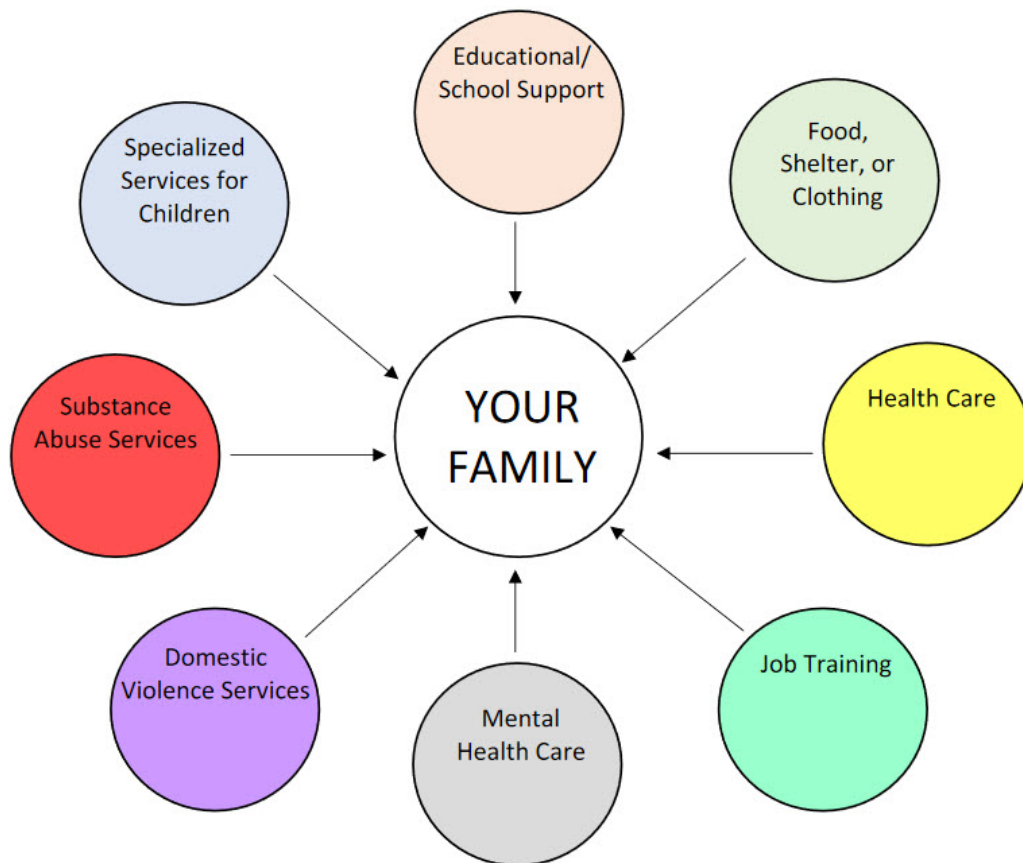 Educational/
School Support
Specialized
Services for
Children
Food,
Shelter, or
Clothing
Substance
Abuse Services
YOUR
FAMILY
Health Care
Domestic
Violence Services
Mental
Health Care
Job Training